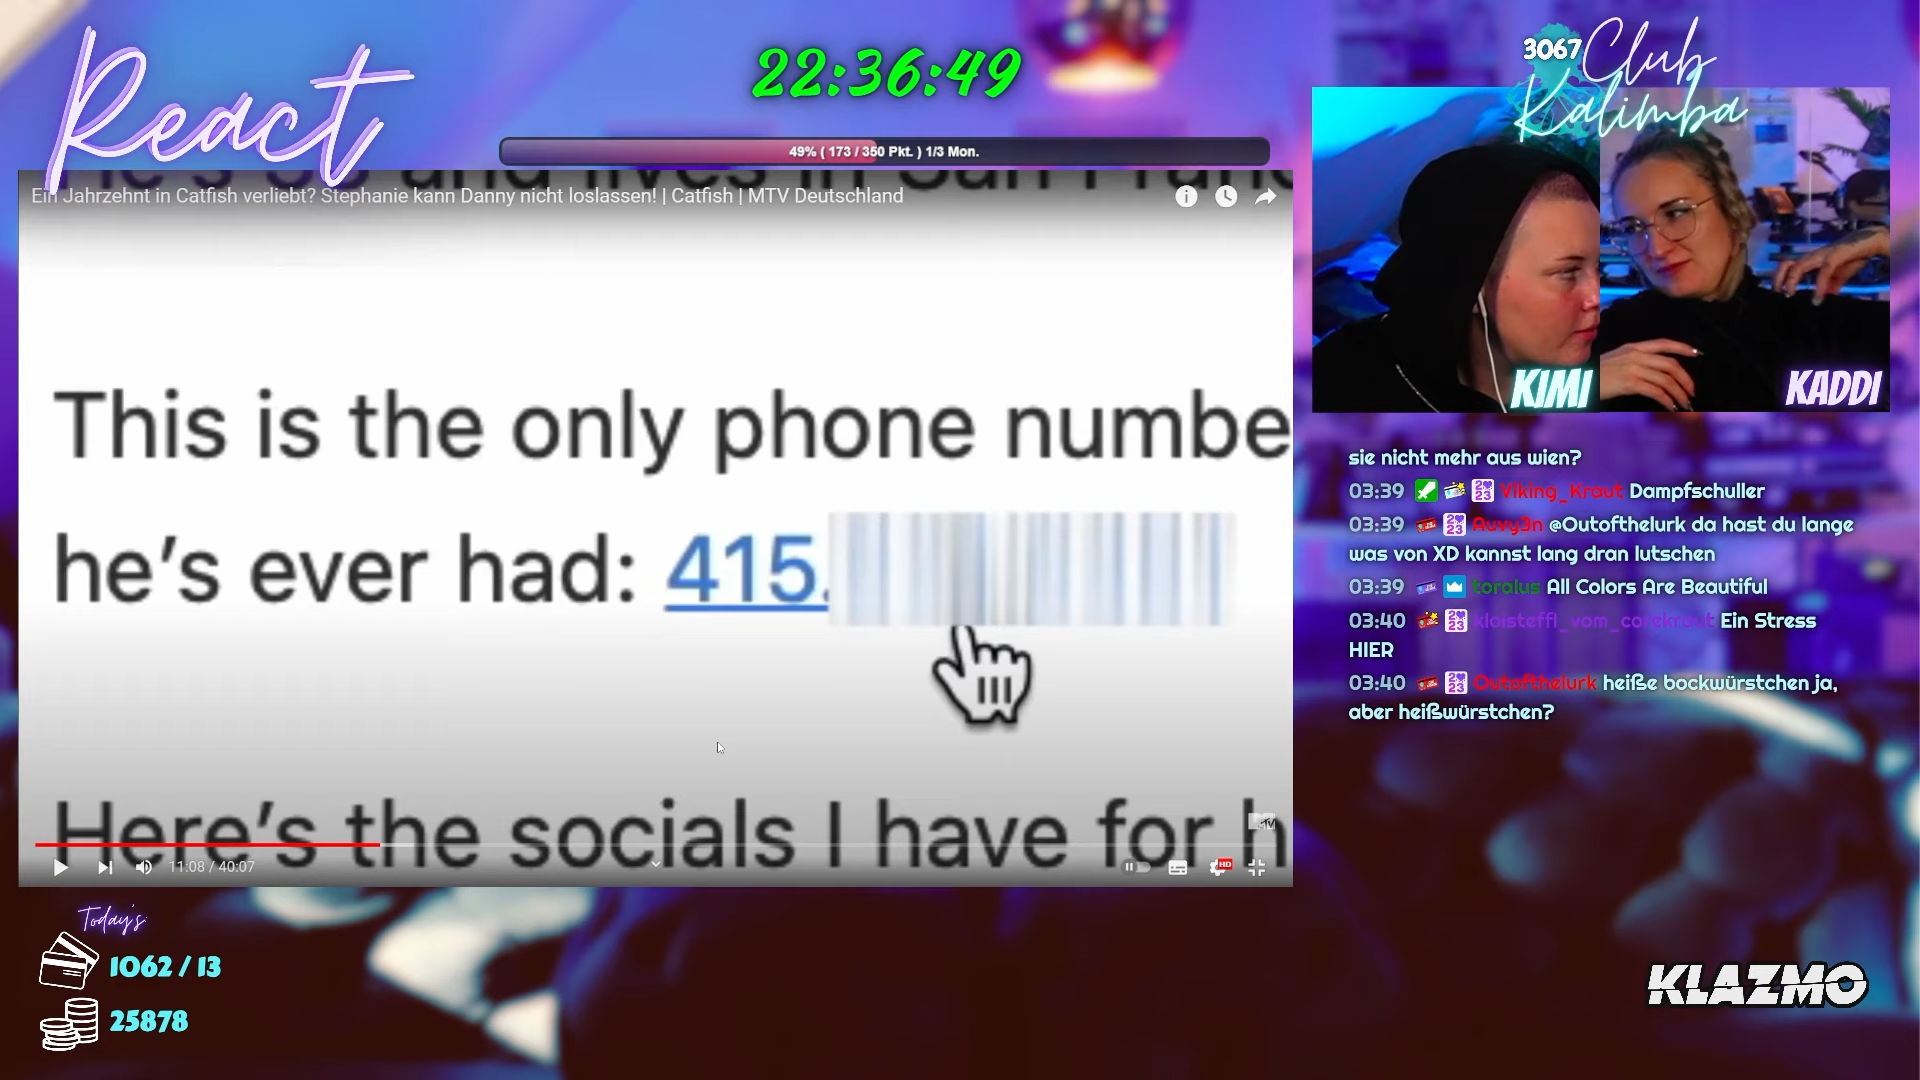 React
22:36:49
3067 Club
Kalimba
49% ( 173 / 350 Pkt. ) 1/3 Mon.
Ein Jahrzehnt in Catfish verliebt? Stephanie kann Danny nicht loslassen! | Catfish | MTV Deutschland
This is the only phone numbe
he's ever had: 415.
Here's the socials I have for h
11:08 / 40:07
HD
KIMI
KADDI
sie nicht mehr aus wien?
03:39 Viking_Kraut Dampfschuller
03:39 Auvy3n @Outofthelurk da hast du lange
was von XD kannst lang dran lutschen
03:39 toralus All Colors Are Beautiful
03:40 kloisteffl_vom_corekraut Ein Stress
HIER
03:40 Outofthelurk heiße bockwürstchen ja,
aber heißwürstchen?
Today's
1062 / 13
25878
KLAZMO